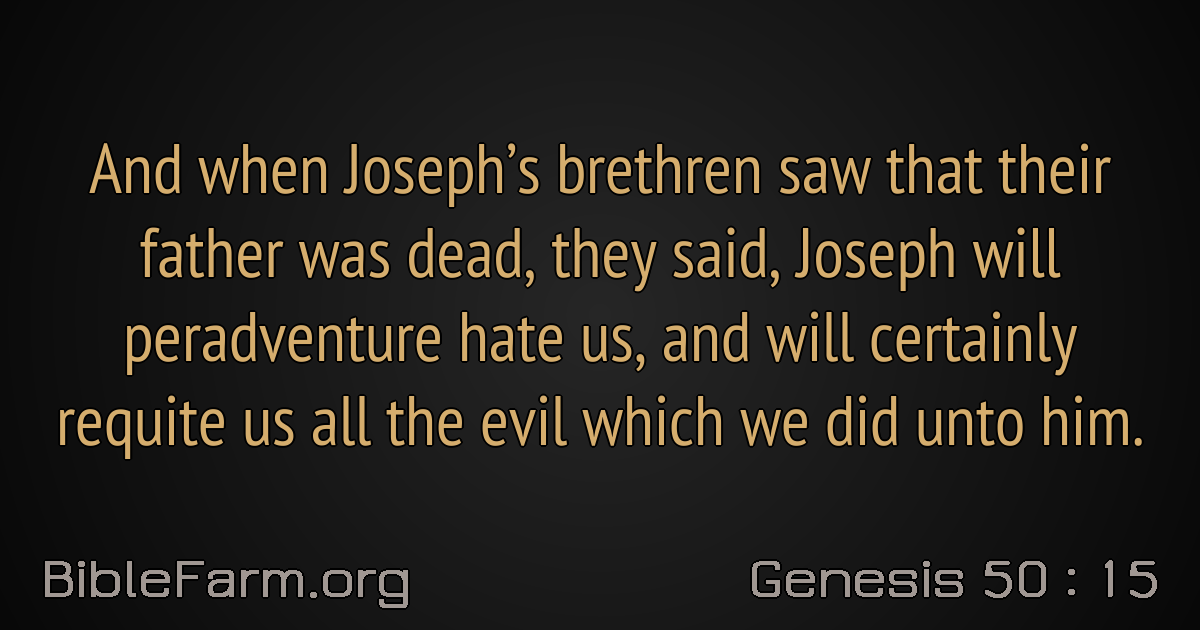 And when Joseph’s brethren saw that their
father was dead, they said, Joseph will
peradventure hate us, and will certainly
requite us all the evil which we did unto him.
BibleFarm.org
Genesis 50 : 15